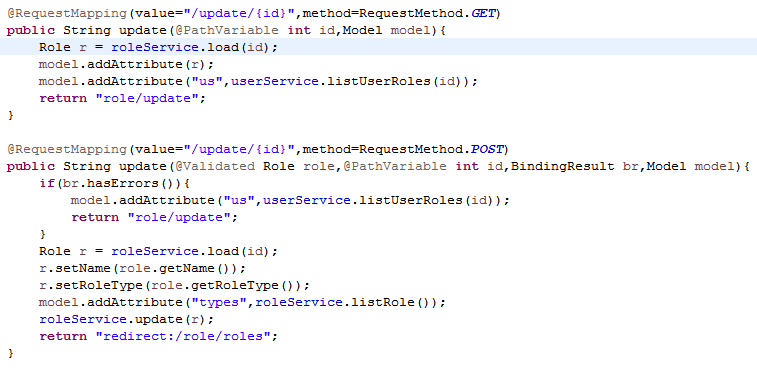 @RequestMapping(value="/update/{id}",method=RequestMethod.GET)
public String update(@PathVariable int id,Model model){
    Role r = roleService.load(id);
    model.addAttribute(r);
    model.addAttribute("us",userService.listUserRoles(id));
    return "role/update";
}

@RequestMapping(value="/update/{id}",method=RequestMethod.POST)
public String update(@Validated Role role,@PathVariable int id,BindingResult br,Model model){
    if(br.hasErrors()){
        model.addAttribute("us",userService.listUserRoles(id));
        return "role/update";
    }
    Role r = roleService.load(id);
    r.setName(role.getName());
    r.setRoleType(role.getRoleType());
    model.addAttribute("types",roleService.listRole());
    roleService.update(r);
    return "redirect:/role/roles";
}